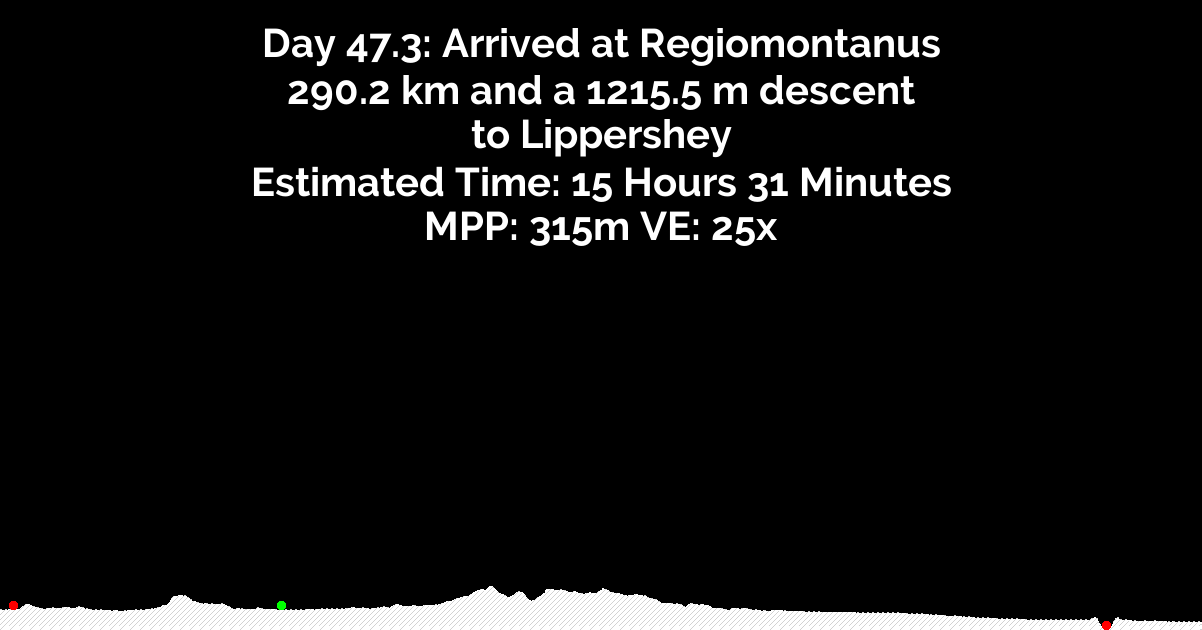 Day 47.3: Arrived at Regiomontanus
290.2 km and a 1215.5 m descent
to Lippershey
Estimated Time: 15 Hours 31 Minutes
MPP: 315m VE: 25x